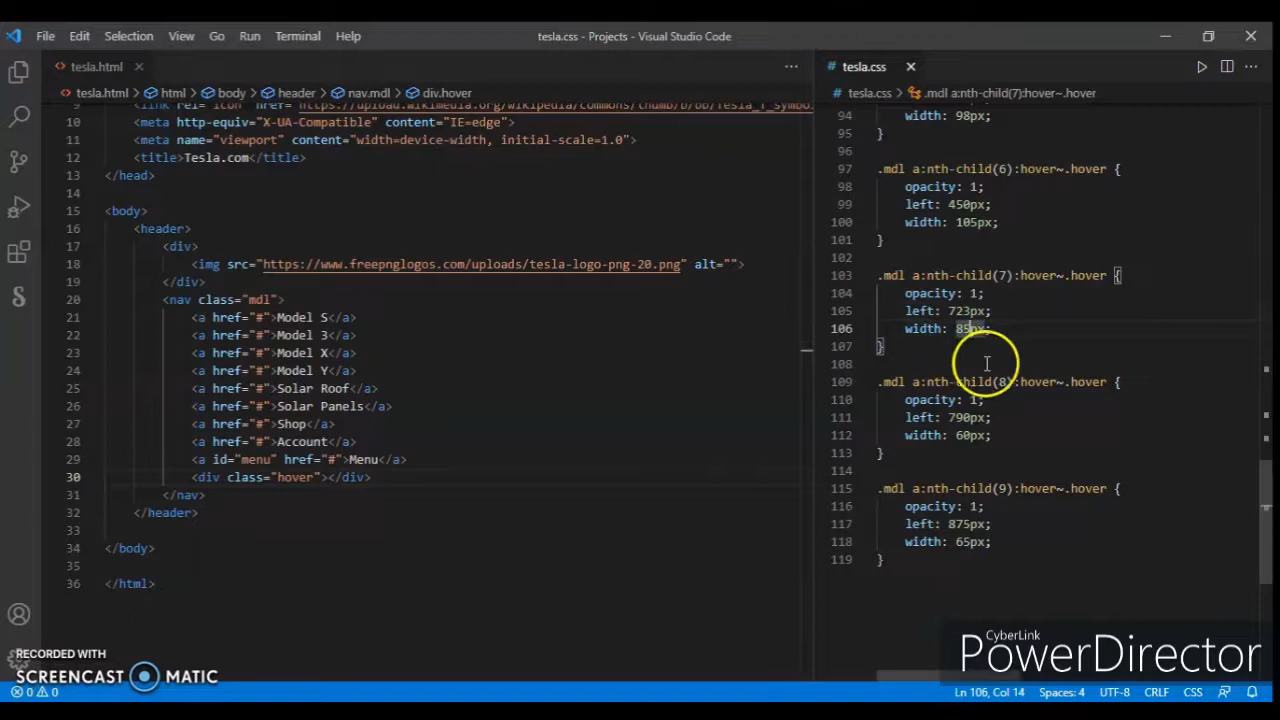 File Edit Selection View Go Run Terminal Help
tesla.css - Projects - Visual Studio Code
tesla.html
tesla.html > html > body > header > nav.mdl > div.hover
10 <meta http-equiv="X-UA-Compatible" content="IE=edge">
11 <meta name="viewport" content="width=device-width, initial-scale=1.0">
12 <title>Tesla.com</title>
13 </head>
14
15 <body>
16 <header>
17 <div>
18 <img src="https://www.freepnglogos.com/uploads/tesla-logo-png-20.png" alt="">
19 </div>
20 <nav class="mdl">
21 <a href="#">Model S</a>
22 <a href="#">Model 3</a>
23 <a href="#">Model X</a>
24 <a href="#">Model Y</a>
25 <a href="#">Solar Roof</a>
26 <a href="#">Solar Panels</a>
27 <a href="#">Shop</a>
28 <a href="#">Account</a>
29 <a id="menu" href="#">Menu</a>
30 <div class="hover"></div>
31 </nav>
32 </header>
33
34 </body>
35
36 </html>
# tesla.css
# tesla.css > .mdl a:nth-child(7):hover~.hover
94 width: 98px;
95 }
96
97 .mdl a:nth-child(6):hover~.hover {
98 opacity: 1;
99 left: 450px;
100 width: 105px;
101 }
102
103 .mdl a:nth-child(7):hover~.hover {
104 opacity: 1;
105 left: 723px;
106 width: 85px;
107 }
108
109 .mdl a:nth-child(8):hover~.hover {
110 opacity: 1;
111 left: 790px;
112 width: 60px;
113 }
114
115 .mdl a:nth-child(9):hover~.hover {
116 opacity: 1;
117 left: 875px;
118 width: 65px;
119 }
RECORDED WITH
SCREENCAST MATIC
CyberLink
PowerDirector
0 0
Ln 106, Col 14 Spaces: 4 UTF-8 CRLF CSS